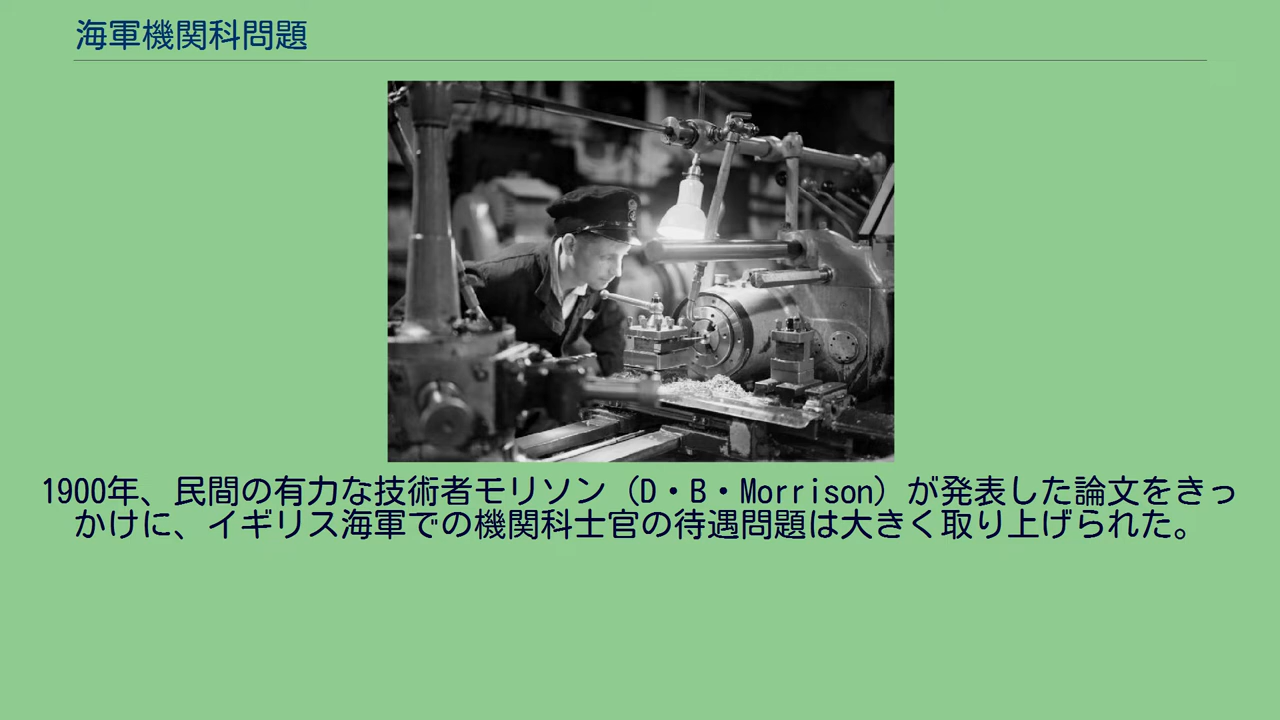 海軍機関科問題
1900年、民間の有力な技術者モリソン（D・B・Morrison）が発表した論文をきっ
かけに、イギリス海軍での機関科士官の待遇問題は大きく取り上げられた。